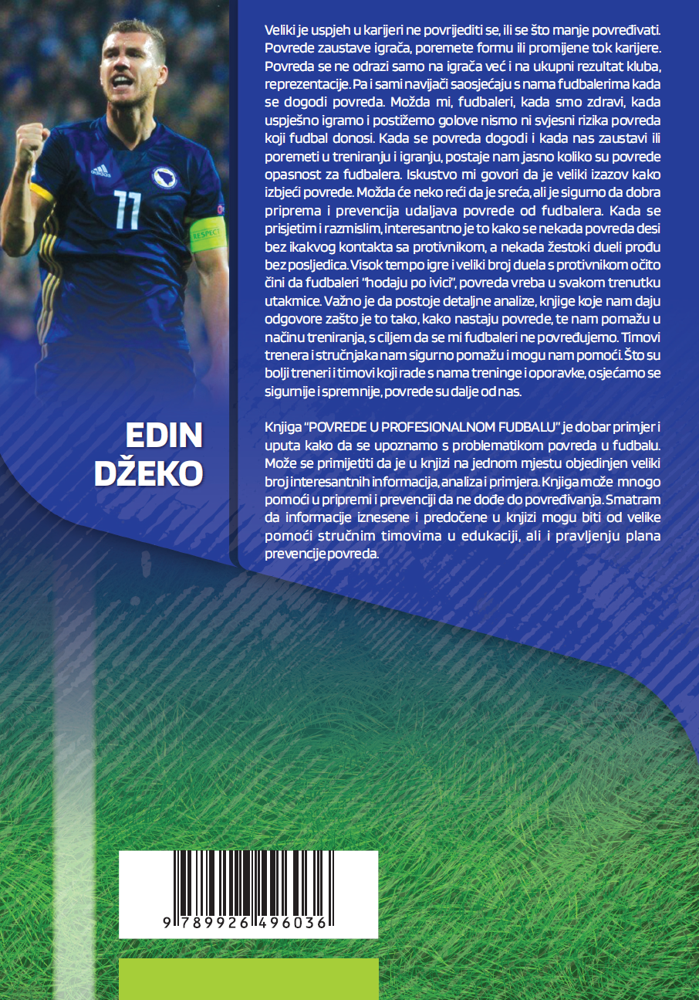 adidas
11
RESPECT
EDIN
DŽEKO
Veliki je uspjeh u karijeri ne povrijediti se, ili se što manje povređivati.
Povrede zaustave igrača, poremete formu ili promijene tok karijere.
Povreda se ne odrazi samo na igrača već i na ukupni rezultat kluba,
reprezentacije. Pa i sami navijači saosjećaju s nama fudbalerima kada
se dogodi povreda. Možda mi, fudbaleri, kada smo zdravi, kada
uspješno igramo i postižemo golove nismo ni svjesni rizika povreda
koji fudbal donosi. Kada se povreda dogodi i kada nas zaustavi ili
poremeti u treniranju i igranju, postaje nam jasno koliko su povrede
opasnost za fudbalera. Iskustvo mi govori da je veliki izazov kako
izbjeći povrede. Možda će neko reći da je sreća, ali je sigurno da dobra
priprema i prevencija udaljava povrede od fudbalera. Kada se
prisjetim i razmislim, interesantno je to kako se nekada povreda desi
bez ikakvog kontakta sa protivnikom, a nekada žestoki dueli prođu
bez posljedica. Visok tempo igre i veliki broj duela s protivnikom očito
čini da fudbaleri “hodaju po ivici”, povreda vreba u svakom trenutku
utakmice. Važno je da postoje detaljne analize, knjige koje nam daju
odgovore zašto je to tako, kako nastaju povrede, te nam pomažu u
načinu treniranja, s ciljem da se mi fudbaleri ne povređujemo. Timovi
trenera i stručnjaka nam sigurno pomažu i mogu nam pomoći. Što su
bolji treneri i timovi koji rade s nama treninge i oporavke, osjećamo se
sigurnije i spremnije, povrede su dalje od nas.
Knjiga “POVREDE U PROFESIONALNOM FUDBALU” je dobar primjer i
uputa kako da se upoznamo s problematikom povreda u fudbalu.
Može se primijetiti da je u knjizi na jednom mjestu objedinjen veliki
broj interesantnih informacija, analiza i primjera. Knjiga može mnogo
pomoći u pripremi i prevenciji da ne dođe do povređivanja. Smatram
da informacije iznesene i predočene u knjizi mogu biti od velike
pomoći stručnim timovima u edukaciji, ali i pravljenju plana
prevencije povreda.
9 789926 496036